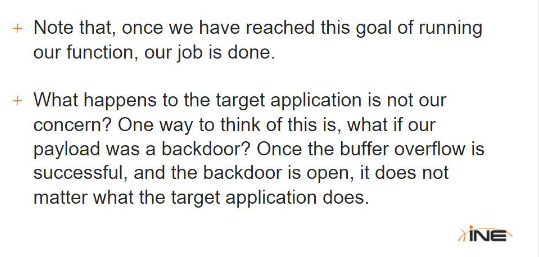 + Note that, once we have reached this goal of running
our function, our job is done.
+ What happens to the target application is not our
concern? One way to think of this is, what if our
payload was a backdoor? Once the buffer overflow is
successful, and the backdoor is open, it does not
matter what the target application does.
INE